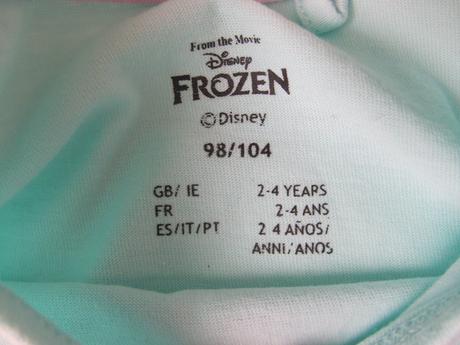 From the Movie
Disney
FROZEN
©Disney
98/104
GB/ IE 2-4 YEARS
FR 2-4 ANS
ES/IT/PT 2 4 AÑOS/
ANNI/ANOS